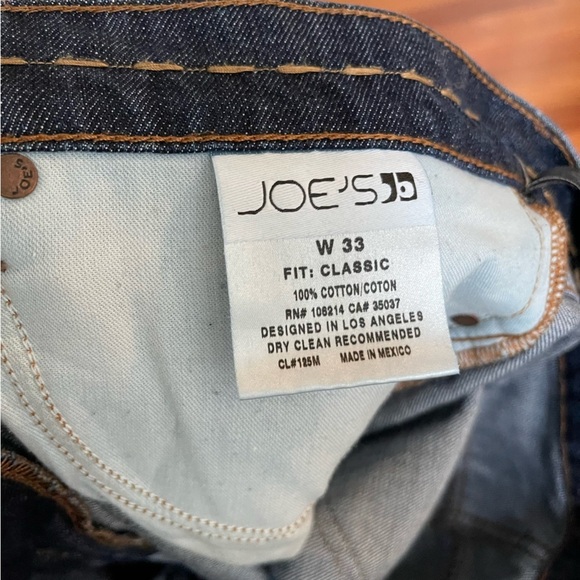 JOE'S
W 33
FIT: CLASSIC
100% COTTON/COTON
RN# 106214 CA# 35037
DESIGNED IN LOS ANGELES
DRY CLEAN RECOMMENDED
CL#125M MADE IN MEXICO